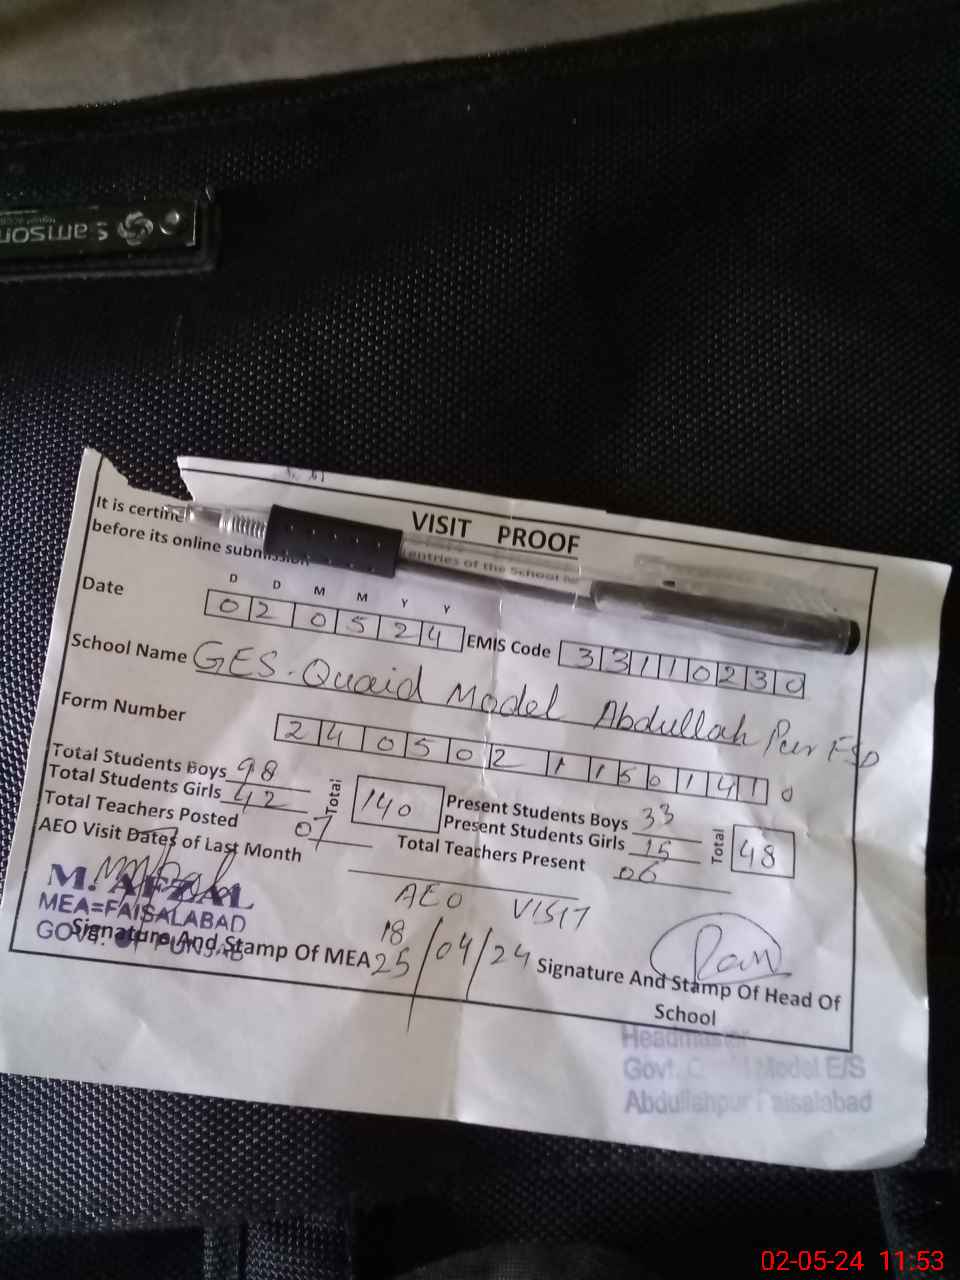 VISIT PROOF
It is certifie
entries of the School
before its online submission
Date
D D M M Y Y
0 2 0 5 2 4
EMIS Code 3 3 1 1 0 2 3 0
School Name GES. Quaid Model Abdullah Pur FSD
Form Number
2 4 0 5 0 2 1 1 5 0 1 4 1 0
Total Students Boys 98
Total Students Girls 42
Total 140
Present Students Boys 33
Present Students Girls 15
Total 48
Total Teachers Posted 07
Total Teachers Present 06
AEO Visit Dates of Last Month
AEO VISIT
18
25/04/24
M. AFZAL
MEA=FAISALABAD
GOVT. OF PUNJAB
Signature And Stamp Of MEA
Signature And Stamp Of Head Of
School
Headmaster
Govt. Model E/S
Abdullahpur Faisalabad
02-05-24 11:53